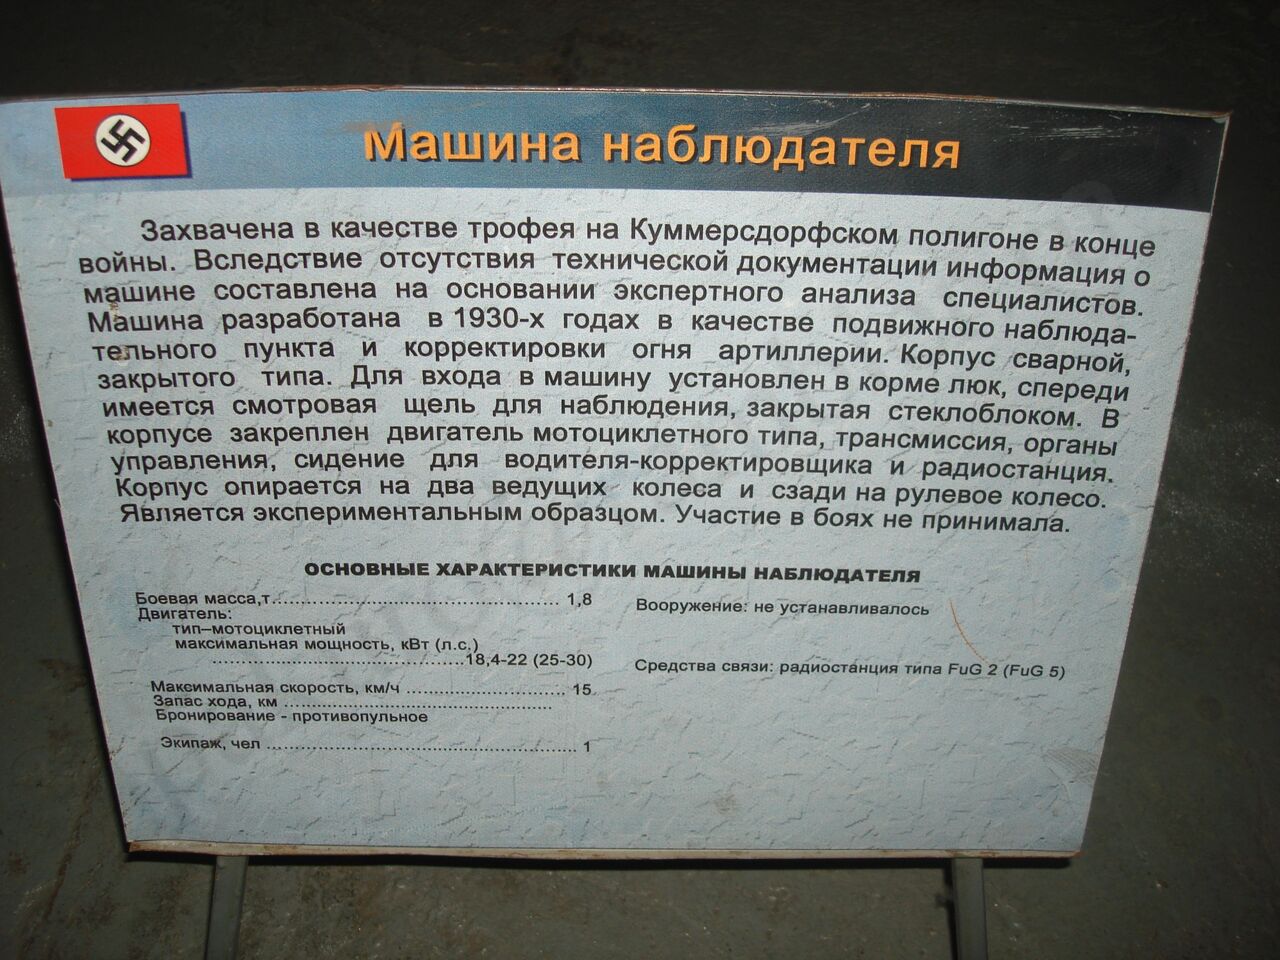 Машина наблюдателя
Захвачена в качестве трофея на Куммерсдорфском полигоне в конце
войны. Вследствие отсутствия технической документации информация о
машине составлена на основании экспертного анализа специалистов.
Машина разработана в 1930-х годах в качестве подвижного наблюда-
тельного пункта и корректировки огня артиллерии. Корпус сварной,
закрытого типа. Для входа в машину установлен в корме люк, спереди
имеется смотровая щель для наблюдения, закрытая стеклоблоком. В
корпусе закреплен двигатель мотоциклетного типа, трансмиссия, органы
управления, сидение для водителя-корректировщика и радиостанция.
Корпус опирается на два ведущих колеса и сзади на рулевое колесо.
Является экспериментальным образцом. Участие в боях не принимала.
ОСНОВНЫЕ ХАРАКТЕРИСТИКИ МАШИНЫ НАБЛЮДАТЕЛЯ
Боевая масса,т.......................................... 1,8
Двигатель:
тип–мотоциклетный
максимальная мощность, кВт (л.с.)
.....................................18,4-22 (25-30)
Максимальная скорость, км/ч ....................... 15
Запас хода, км .......................................
Бронирование - противопульное
Экипаж, чел ............................................. 1
Вооружение: не устанавливалось
Средства связи: радиостанция типа FuG 2 (FuG 5)